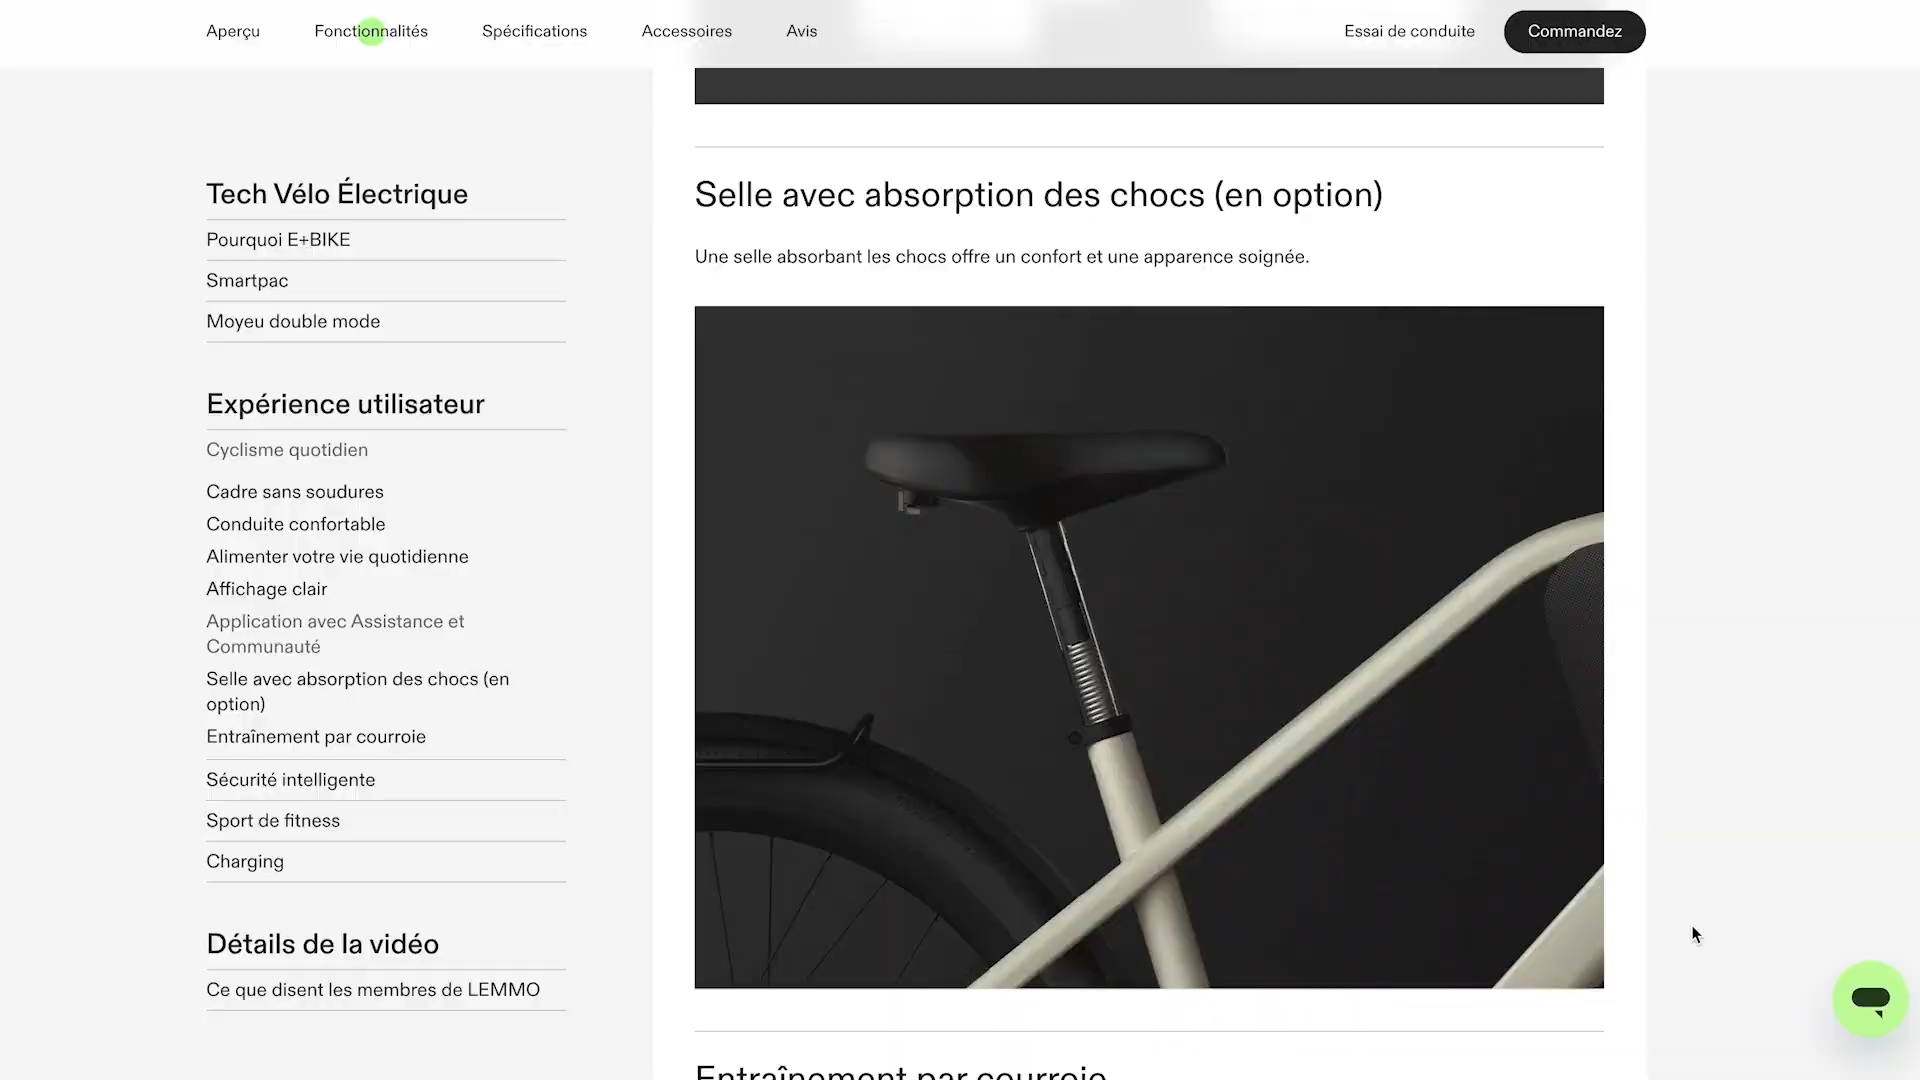 Aperçu
Fonctionnalités
Spécifications
Accessoires
Avis
Essai de conduite
Commandez
Tech Vélo Électrique
Pourquoi E+BIKE
Smartpac
Moyeu double mode
Expérience utilisateur
Cyclisme quotidien
Cadre sans soudures
Conduite confortable
Alimenter votre vie quotidienne
Affichage clair
Application avec Assistance et
Communauté
Selle avec absorption des chocs (en
option)
Entraînement par courroie
Sécurité intelligente
Sport de fitness
Charging
Détails de la vidéo
Ce que disent les membres de LEMMO
Selle avec absorption des chocs (en option)
Une selle absorbant les chocs offre un confort et une apparence soignée.
Entraînement par courroie